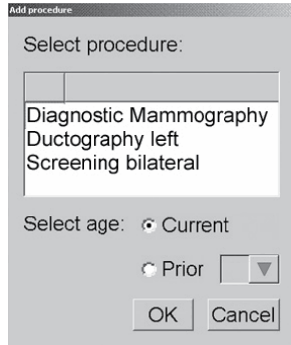 Add procedure
Select procedure:
Diagnostic Mammography
Ductography left
Screening bilateral
Select age: Current
Prior
OK Cancel